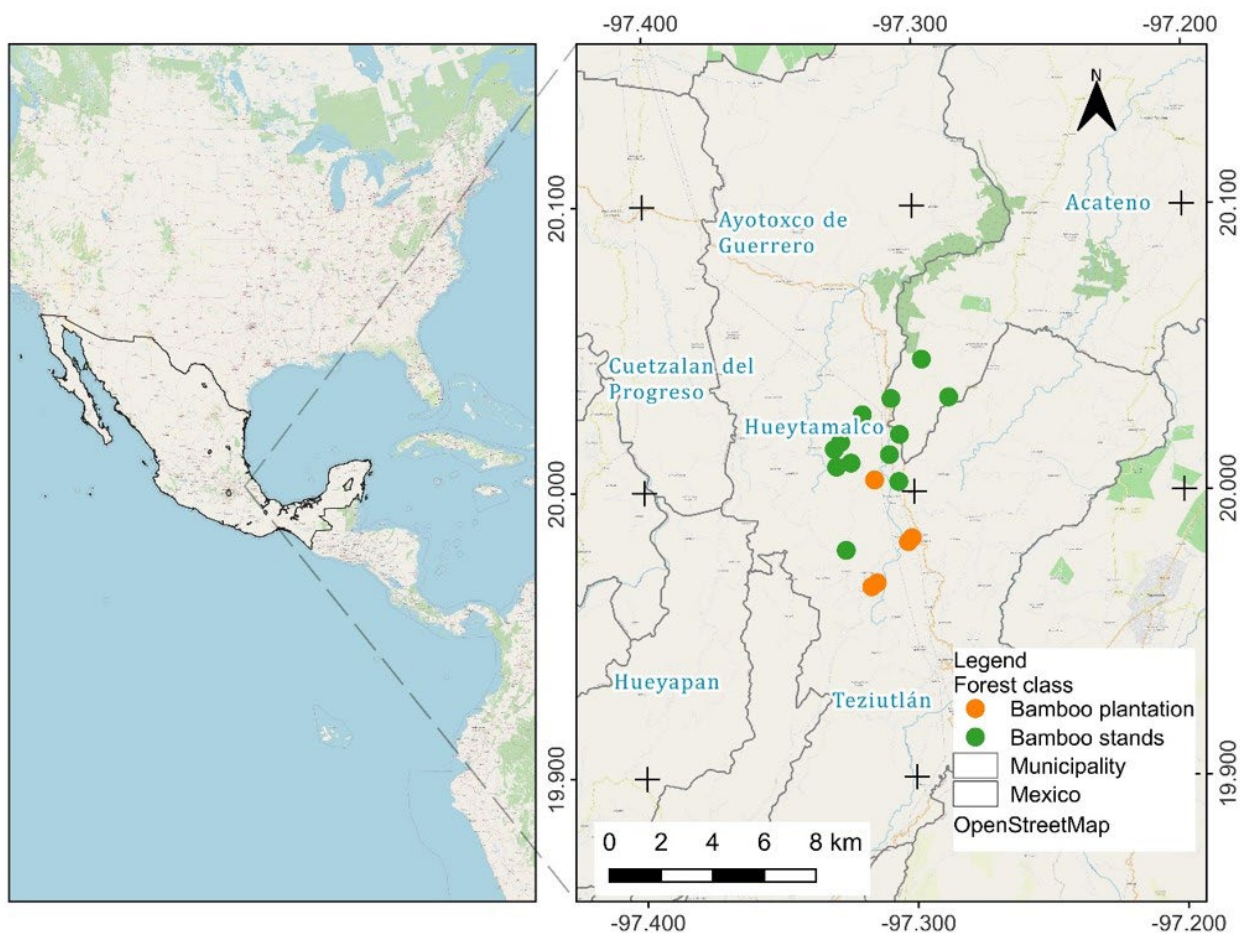 -97.400
-97.300
-97.200
N
20.100
20.100
Acateno
Ayotoxco de
Guerrero
Cuetzalan del
Progreso
Hueytamalco
20.000
20.000
Hueyapan
Teziutlán
Legend
Forest class
Bamboo plantation
Bamboo stands
Municipality
Mexico
OpenStreetMap
19.900
19.900
0 2 4 6 8 km
-97.400
-97.300
-97.200